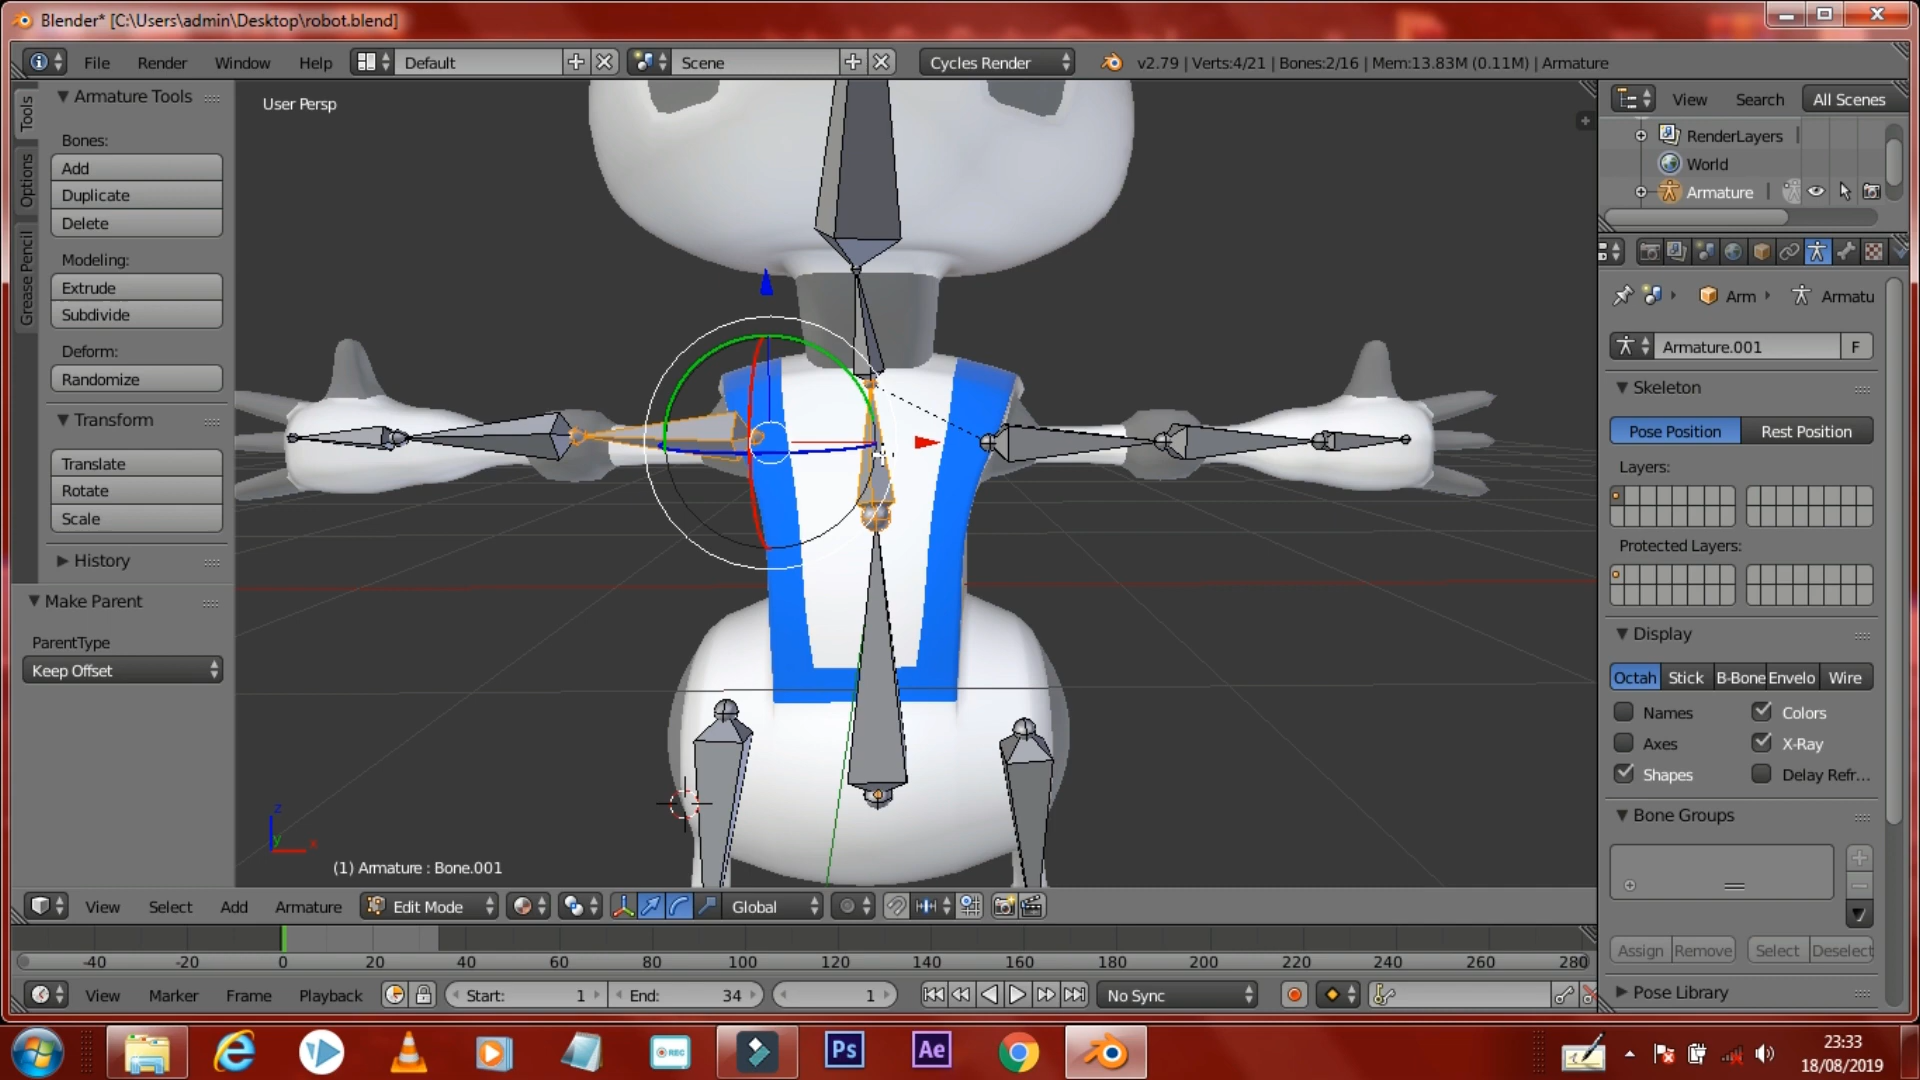 Blender* [C:\Users\admin\Desktop\robot.blend]
File Render Window Help Default Scene Cycles Render v2.79 | Verts:4/21 | Bones:2/16 | Mem:13.83M (0.11M) | Armature
Tools
Options
Grease Pencil
Armature Tools
Bones:
Add
Duplicate
Delete
Modeling:
Extrude
Subdivide
Deform:
Randomize
Transform
Translate
Rotate
Scale
History
Make Parent
ParentType
Keep Offset
User Persp
z
y
x
(1) Armature : Bone.001
View Select Add Armature Edit Mode Global
-40 -20 0 20 40 60 80 100 120 140 160 180 200 220 240 260 280
View Marker Frame Playback Start: 1 End: 34 1 No Sync
View Search All Scenes
RenderLayers
World
Armature
Arm Armatu
Armature.001 F
Skeleton
Pose Position Rest Position
Layers:
Protected Layers:
Display
Octah Stick B-Bone Envelo Wire
Names Colors
Axes X-Ray
Shapes Delay Refr...
Bone Groups
Assign Remove Select Deselect
Pose Library
REC
Ps
Ae
23:33
18/08/2019